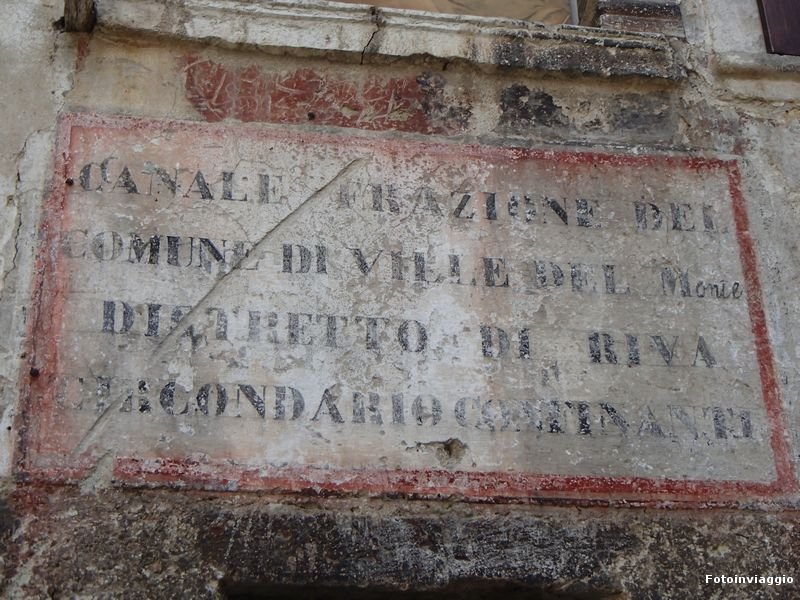 CANALE FRAZIONE DEL
COMUNE DI VILLE DEL Monte
DISTRETTO DI RIVA
CIRCONDARIO CONFINANTI
Fotoinviaggio